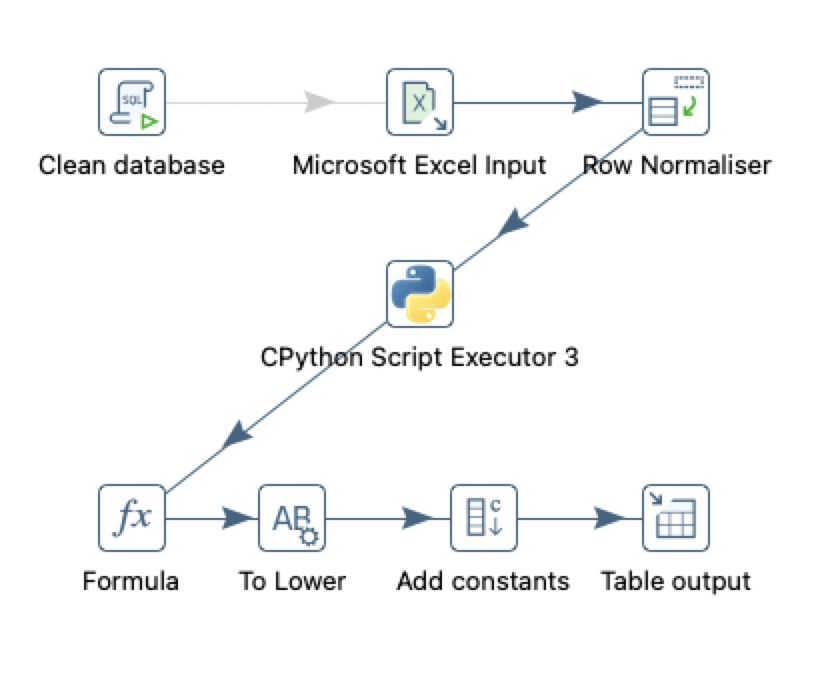 SQL
X
Clean database
Microsoft Excel Input
Row Normaliser
CPython Script Executor 3
fx
AB
c
Formula
To Lower
Add constants
Table output